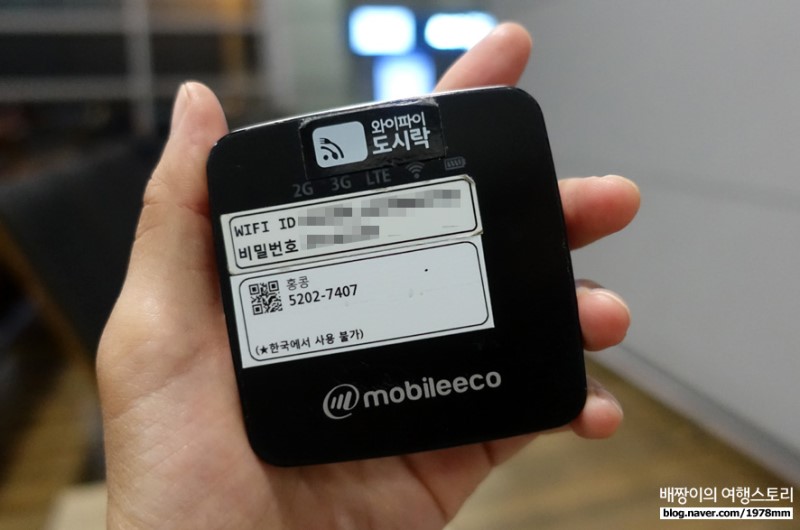 와이파이
도시락
2G 3G LTE
WIFI ID
비밀번호
홍콩
5202-7407
(★한국에서 사용 불가)
mobileeco
배짱이의 여행스토리
blog.naver.com/1978mm